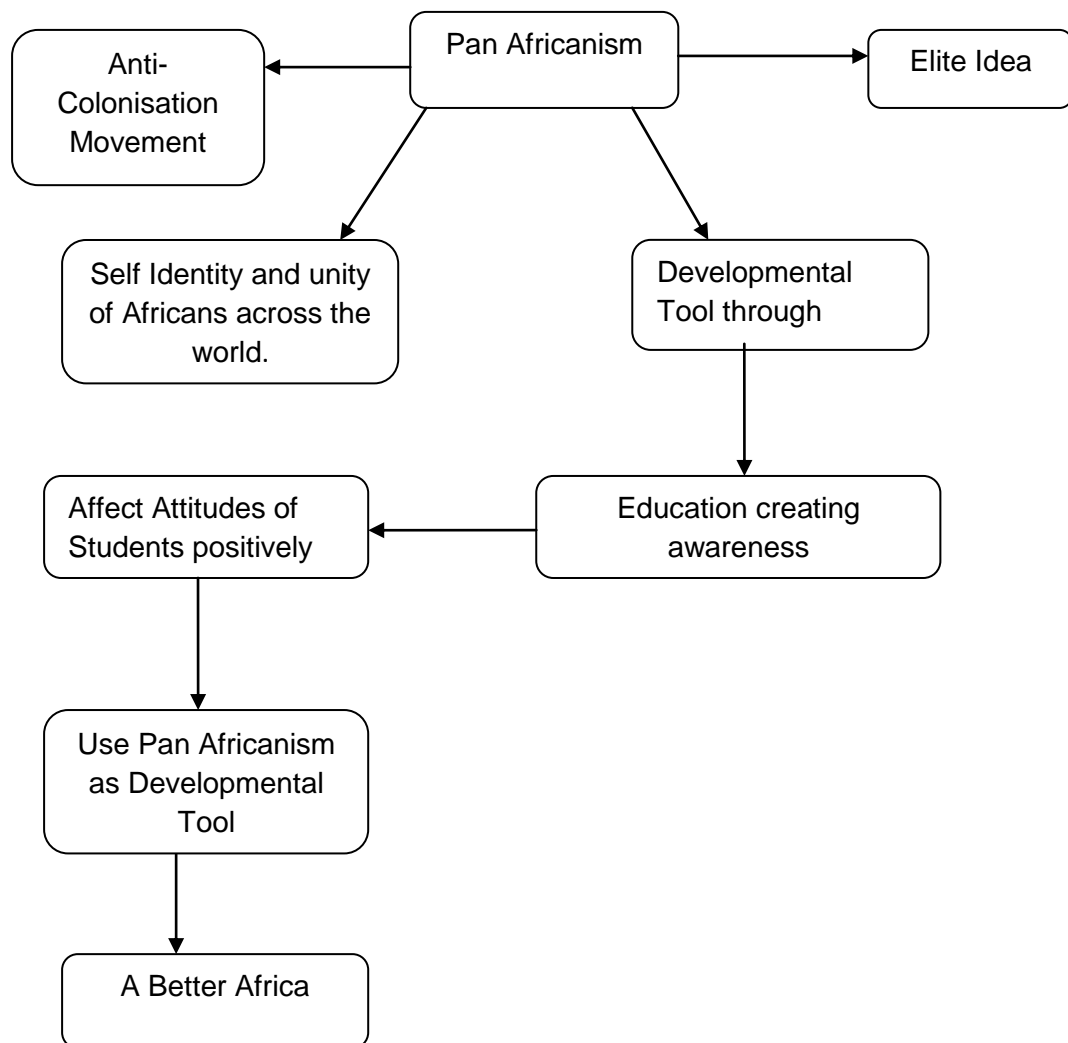 Pan Africanism
Anti-
Colonisation
Movement
Elite Idea
Self Identity and unity
of Africans across the
world.
Developmental
Tool through
Affect Attitudes of
Students positively
Education creating
awareness
Use Pan Africanism
as Developmental
Tool
A Better Africa